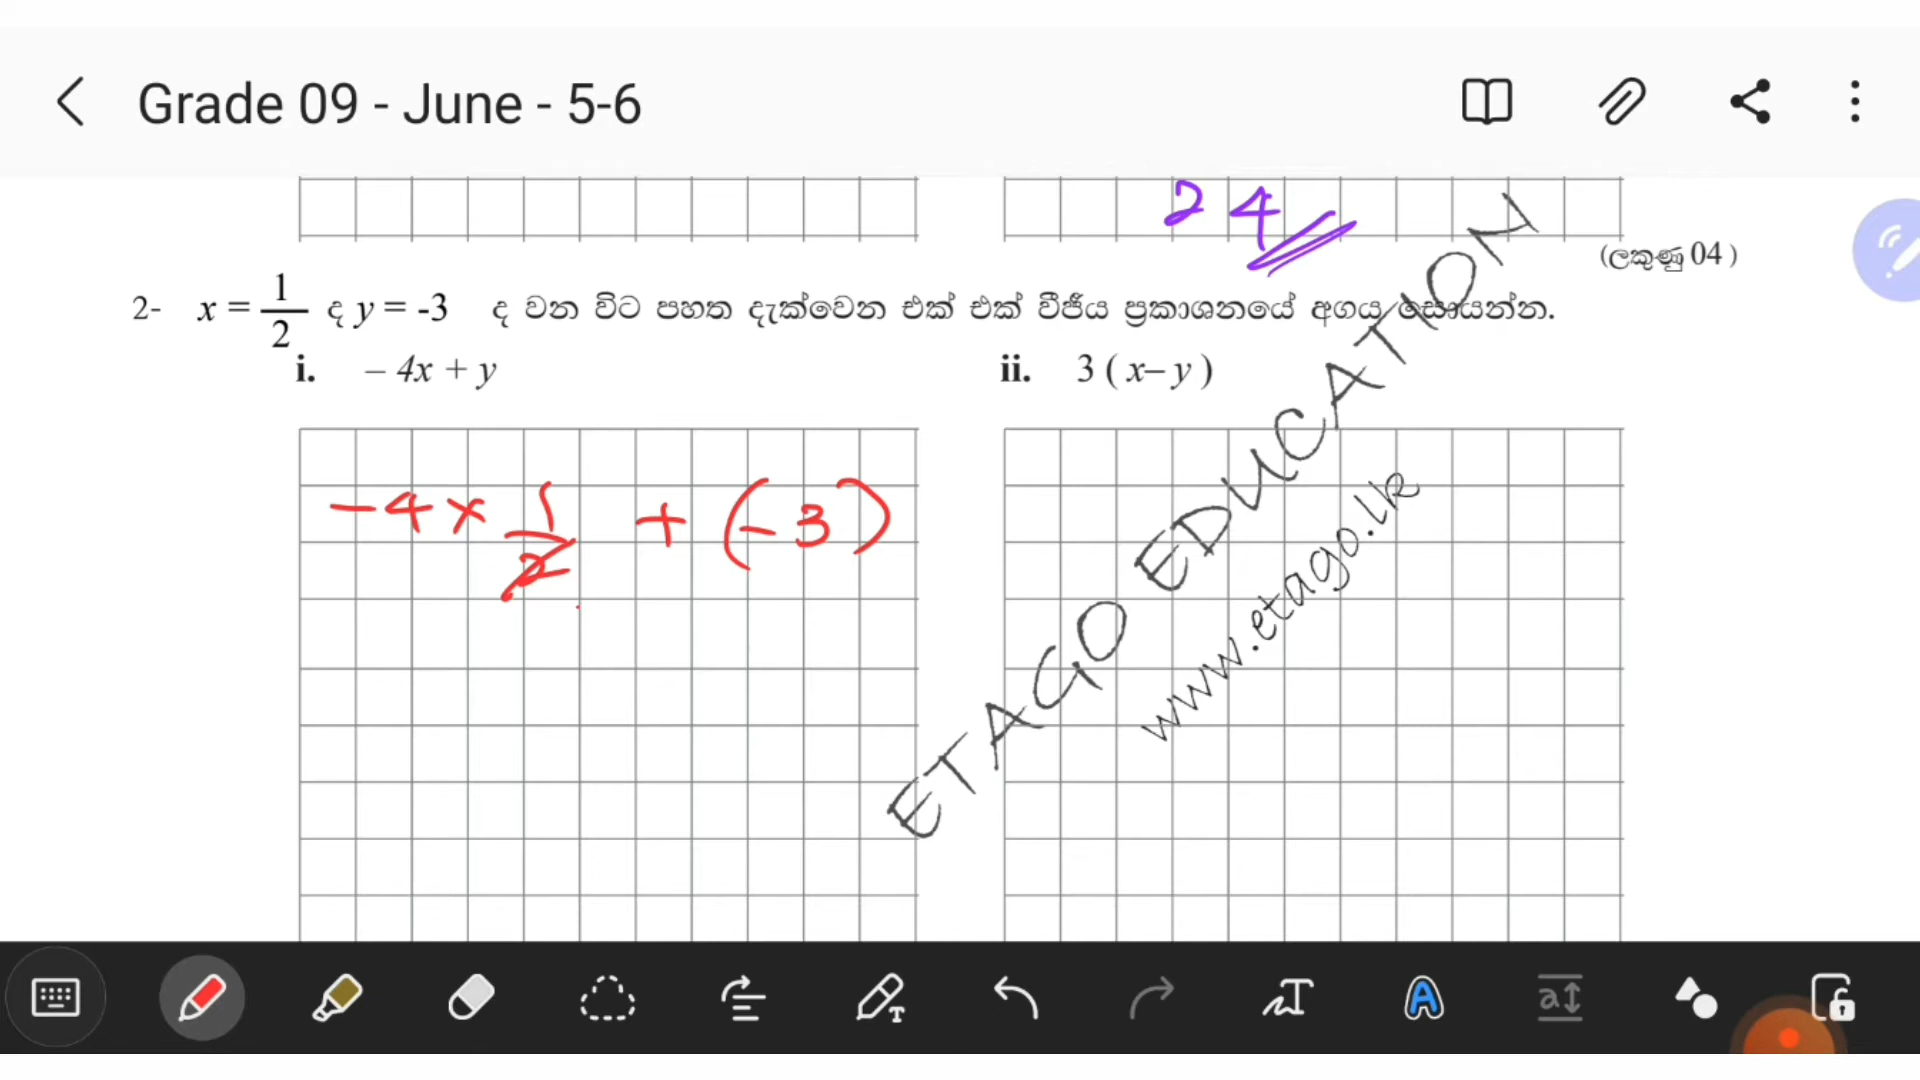 Grade 09 - June - 5-6
24
(ලකුණු 04 )
2- x = 1/2 ද y = -3 ද වන විට පහත දැක්වෙන එක් එක් වීජීය ප්‍රකාශනයේ අගය සොයන්න.
i. – 4x + y
ii. 3 ( x– y )
-4 x 1/2 + (-3)
ETAGO EDUCATION
www.etago.lk